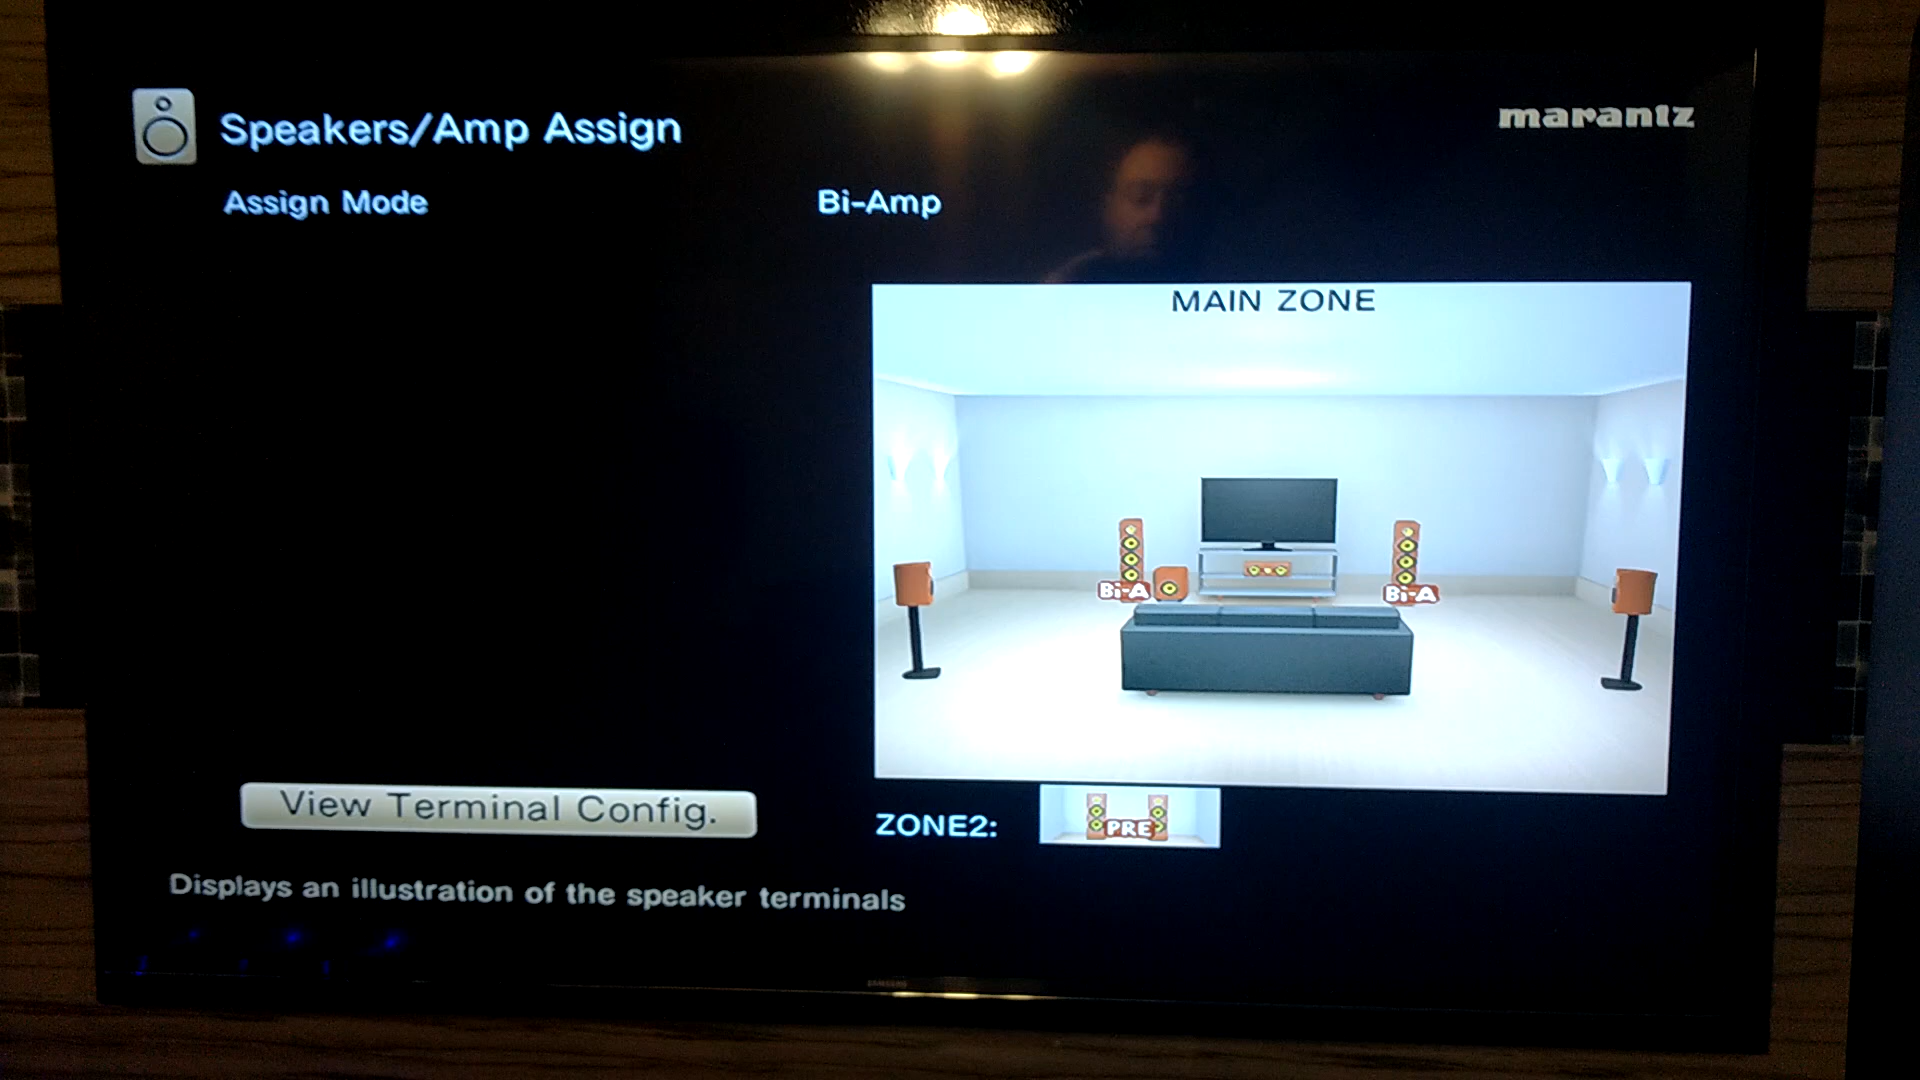 Speakers/Amp Assign
marantz
Assign Mode
Bi-Amp
MAIN ZONE
Bi-A
Bi-A
View Terminal Config.
ZONE2:
PRE
Displays an illustration of the speaker terminals
SAMSUNG